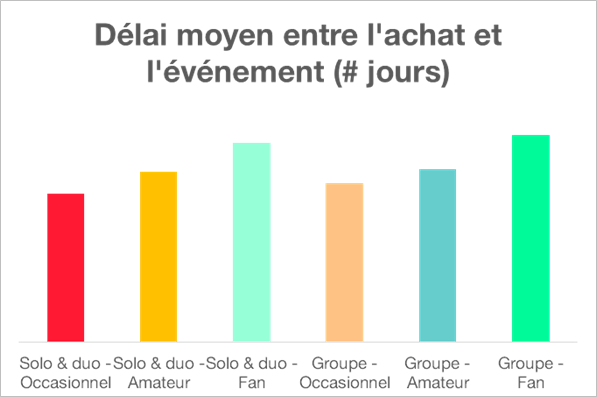 Délai moyen entre l'achat et
l'événement (# jours)
Solo & duo - Solo & duo - Solo & duo - Groupe - Groupe - Groupe -
Occasionnel Amateur Fan Occasionnel Amateur Fan